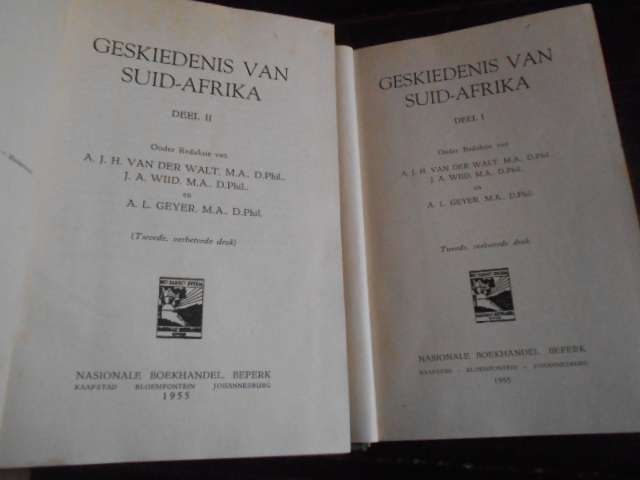 GESKIEDENIS VAN
SUID-AFRIKA
DEEL II
Onder Redaksie van
A. J. H. VAN DER WALT, M.A., D.Phil.,
J. A. WIID, M.A., D.Phil.,
en
A. L. GEYER, M.A., D.Phil.
(Tweede, verbeterde druk)
NASIONALE BOEKHANDEL BEPERK
KAAPSTAD BLOEMFONTEIN JOHANNESBURG
1955
GESKIEDENIS VAN
SUID-AFRIKA
DEEL I
Onder Redaksie van
A. J. H. VAN DER WALT, M.A., D.Phil.
J. A. WIID, M.A., D.Phil.
en
A. L. GEYER, M.A., D.Phil.
Tweede, verbeterde druk
NASIONALE BOEKHANDEL BEPERK
KAAPSTAD - BLOEMFONTEIN - JOHANNESBURG
1955